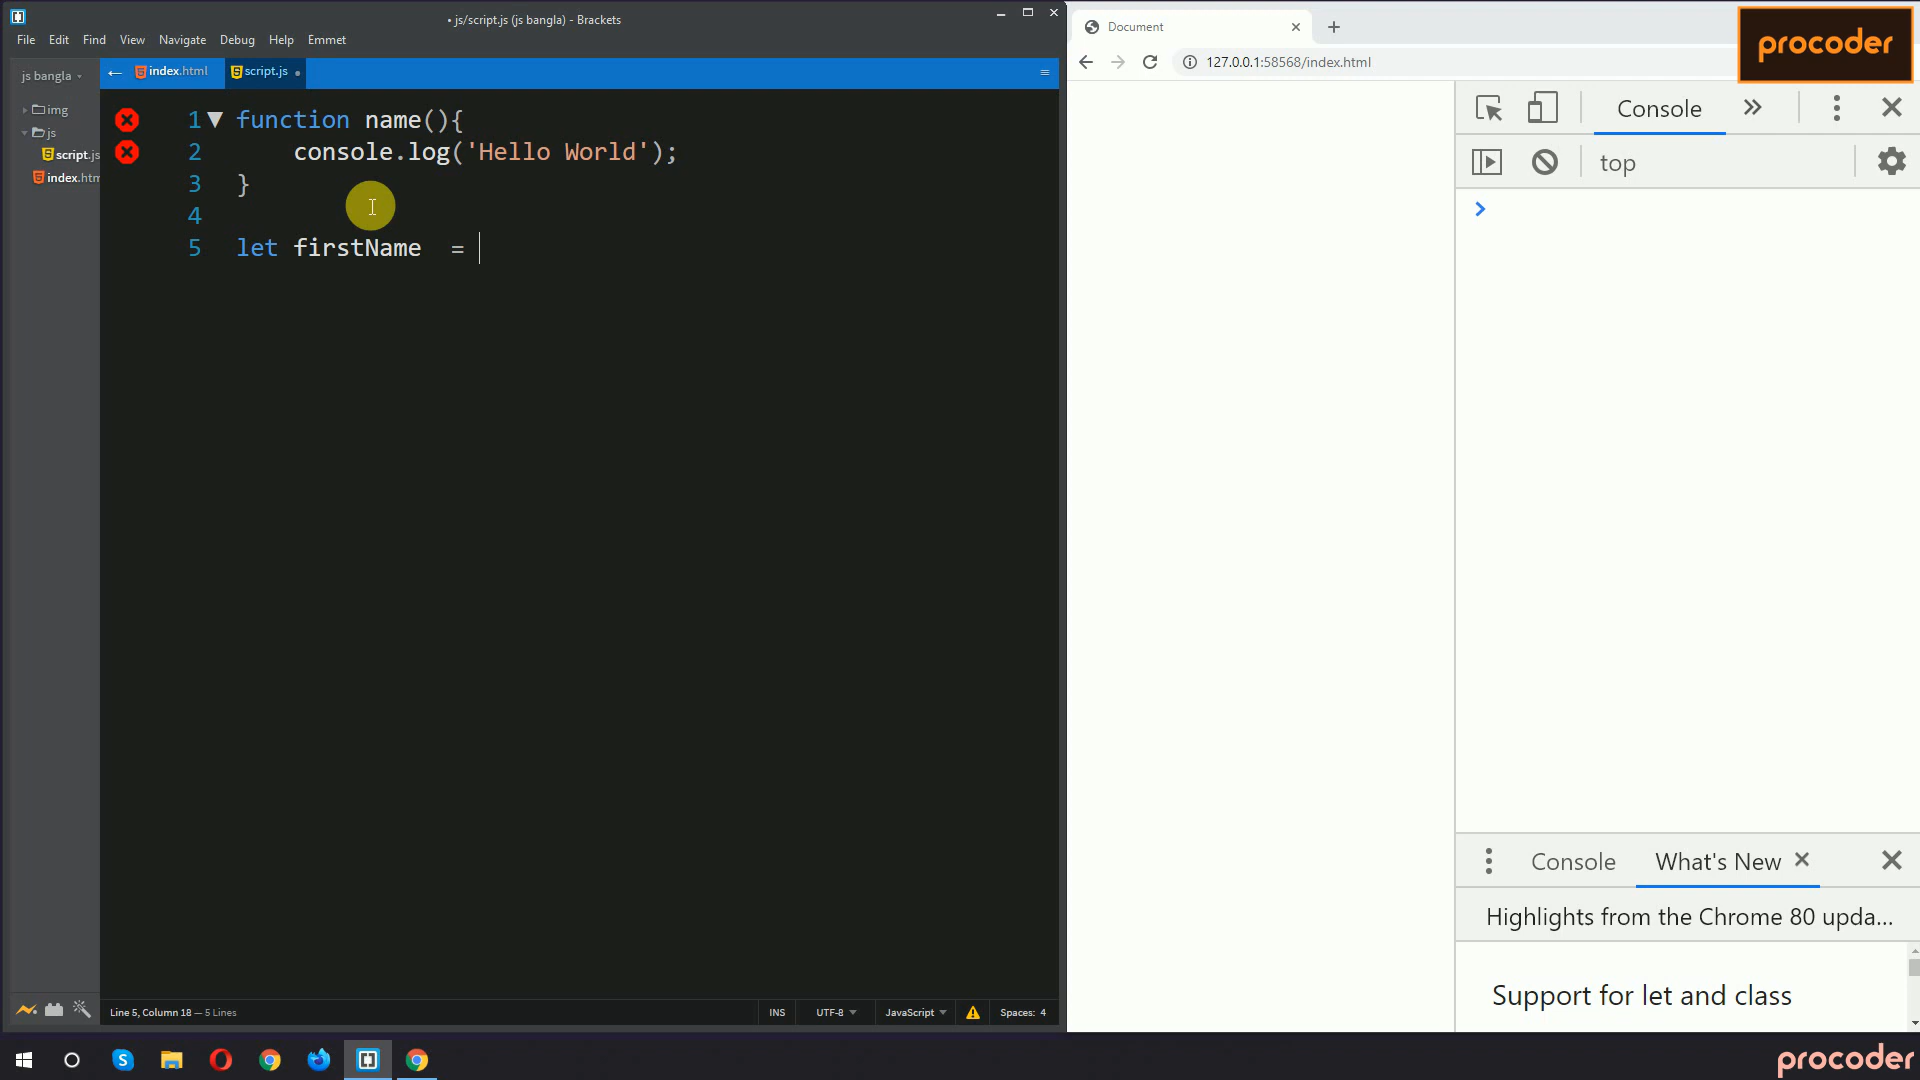 • js/script.js (js bangla) - Brackets
File Edit Find View Navigate Debug Help Emmet
js bangla
index.html
script.js •
img
js
script.js
index.htm
1 function name(){
2 console.log('Hello World');
3 }
4
5 let firstName =
Line 5, Column 18 — 5 Lines
INS
UTF-8
JavaScript
Spaces: 4
Document
127.0.0.1:58568/index.html
procoder
Console
top
Console
What's New
Highlights from the Chrome 80 upda...
Support for let and class
procoder